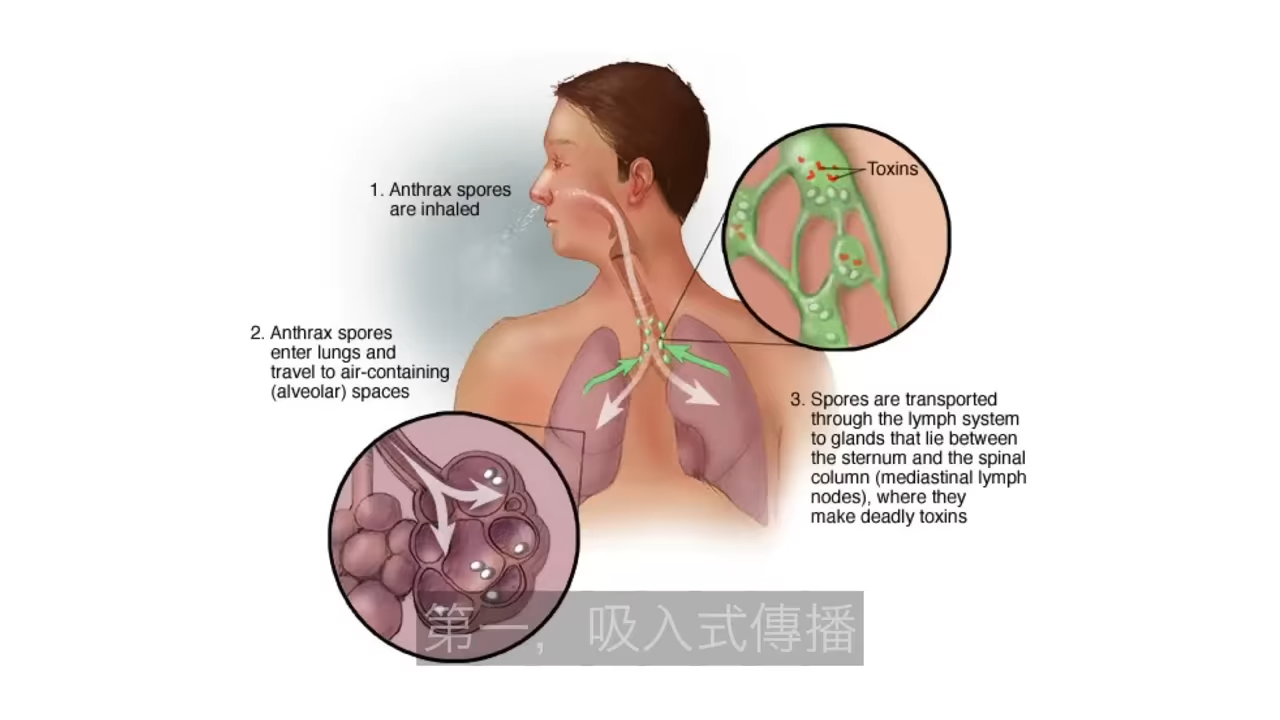 1. Anthrax spores
are inhaled
Toxins
2. Anthrax spores
enter lungs and
travel to air-containing
(alveolar) spaces
3. Spores are transported
through the lymph system
to glands that lie between
the sternum and the spinal
column (mediastinal lymph
nodes), where they
make deadly toxins
第一，吸入式傳播